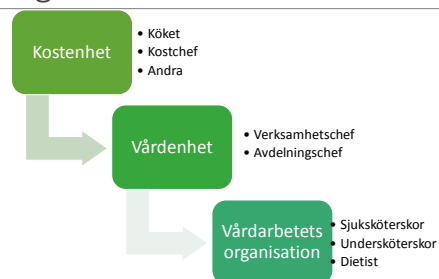 Kostenhet
• Köket
• Kostchef
• Andra
Vårdenhet
• Verksamhetschef
• Avdelningschef
Vårdarbetets
organisation
• Sjuksköterskor
• Undersköterskor
• Dietist